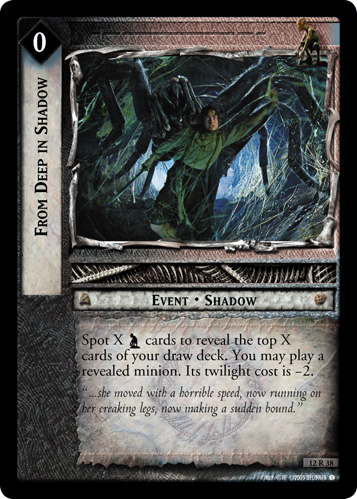 0
FROM DEEP IN SHADOW
EVENT • SHADOW
Spot X cards to reveal the top X
cards of your draw deck. You may play a
revealed minion. Its twilight cost is –2.
"...she moved with a horrible speed, now running on
her creaking legs, now making a sudden bound."
12 R 38